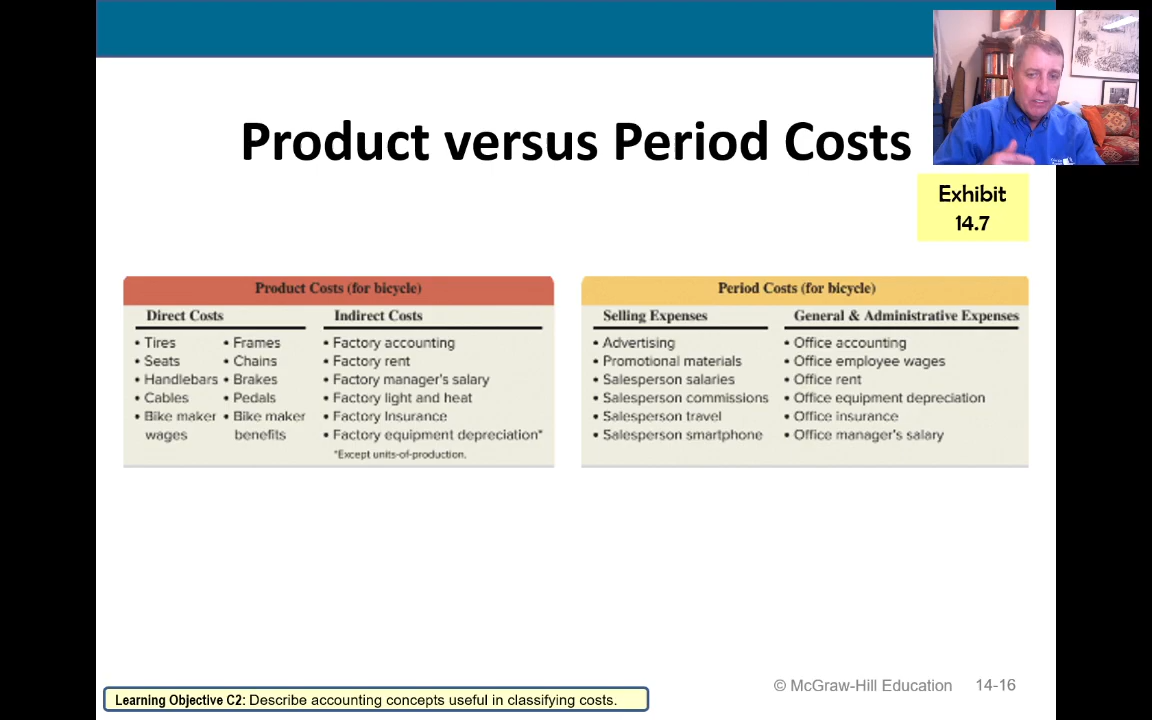 Product versus Period Costs
Exhibit
14.7
Product Costs (for bicycle)
Direct Costs
• Tires
• Seats
• Handlebars
• Cables
• Bike maker
wages
• Frames
• Chains
• Brakes
• Pedals
• Bike maker
benefits
Indirect Costs
• Factory accounting
• Factory rent
• Factory manager's salary
• Factory light and heat
• Factory Insurance
• Factory equipment depreciation*
*Except units-of-production.
Period Costs (for bicycle)
Selling Expenses
• Advertising
• Promotional materials
• Salesperson salaries
• Salesperson commissions
• Salesperson travel
• Salesperson smartphone
General & Administrative Expenses
• Office accounting
• Office employee wages
• Office rent
• Office equipment depreciation
• Office insurance
• Office manager's salary
© McGraw-Hill Education 14-16
Learning Objective C2: Describe accounting concepts useful in classifying costs.